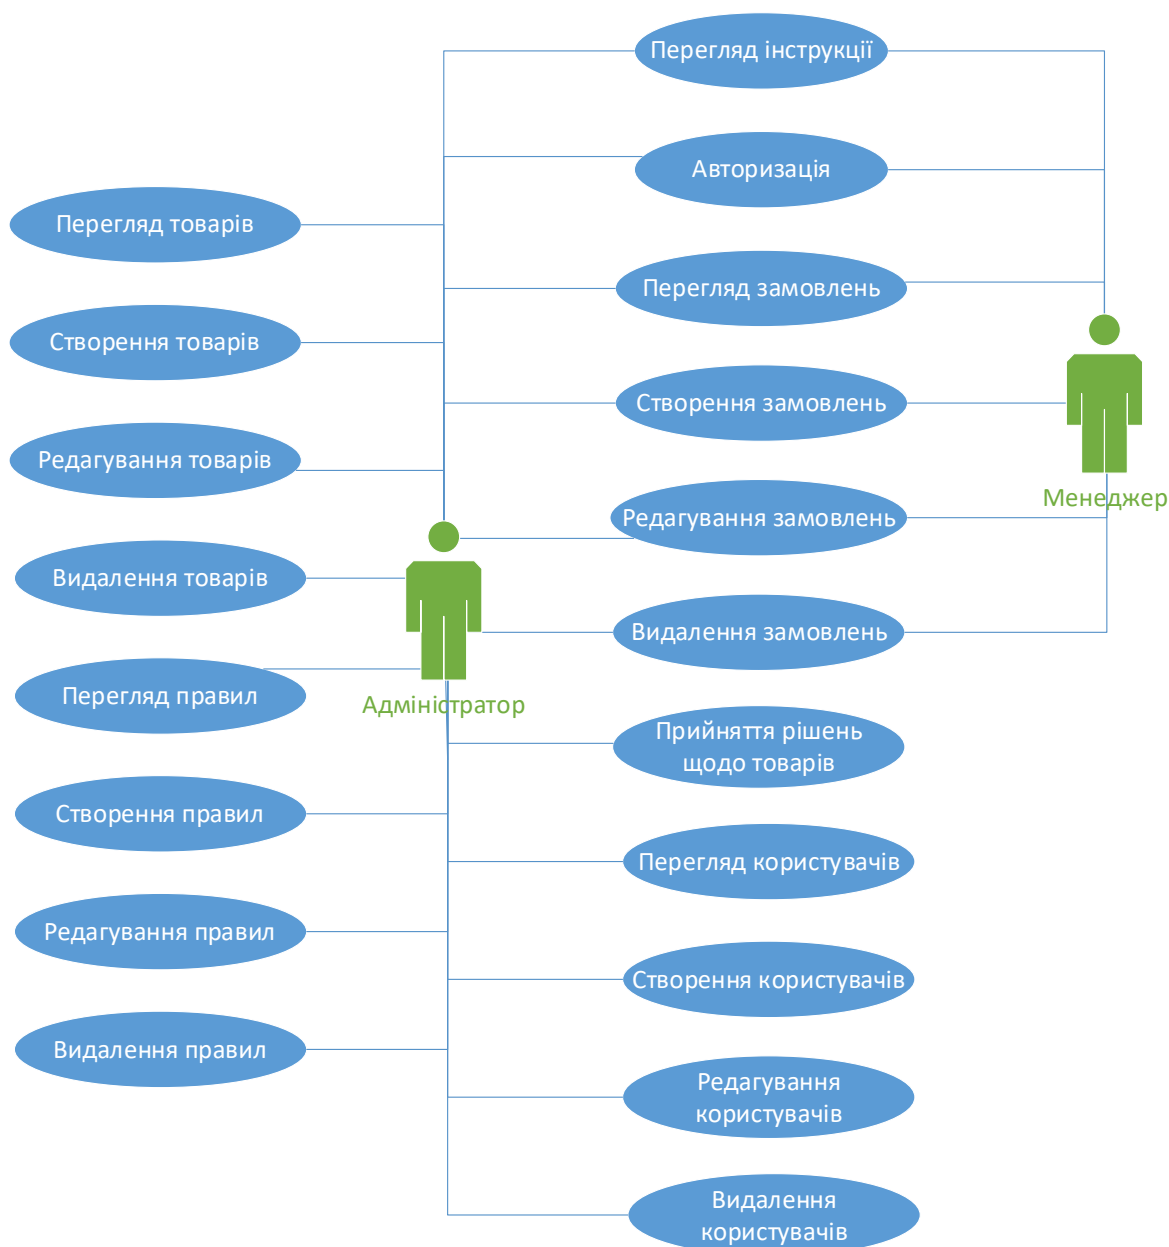 Перегляд інструкції
Авторизація
Перегляд товарів
Перегляд замовлень
Створення товарів
Створення замовлень
Редагування товарів
Менеджер
Редагування замовлень
Видалення товарів
Видалення замовлень
Перегляд правил
Адміністратор
Прийняття рішень
щодо товарів
Створення правил
Перегляд користувачів
Редагування правил
Створення користувачів
Видалення правил
Редагування
користувачів
Видалення
користувачів